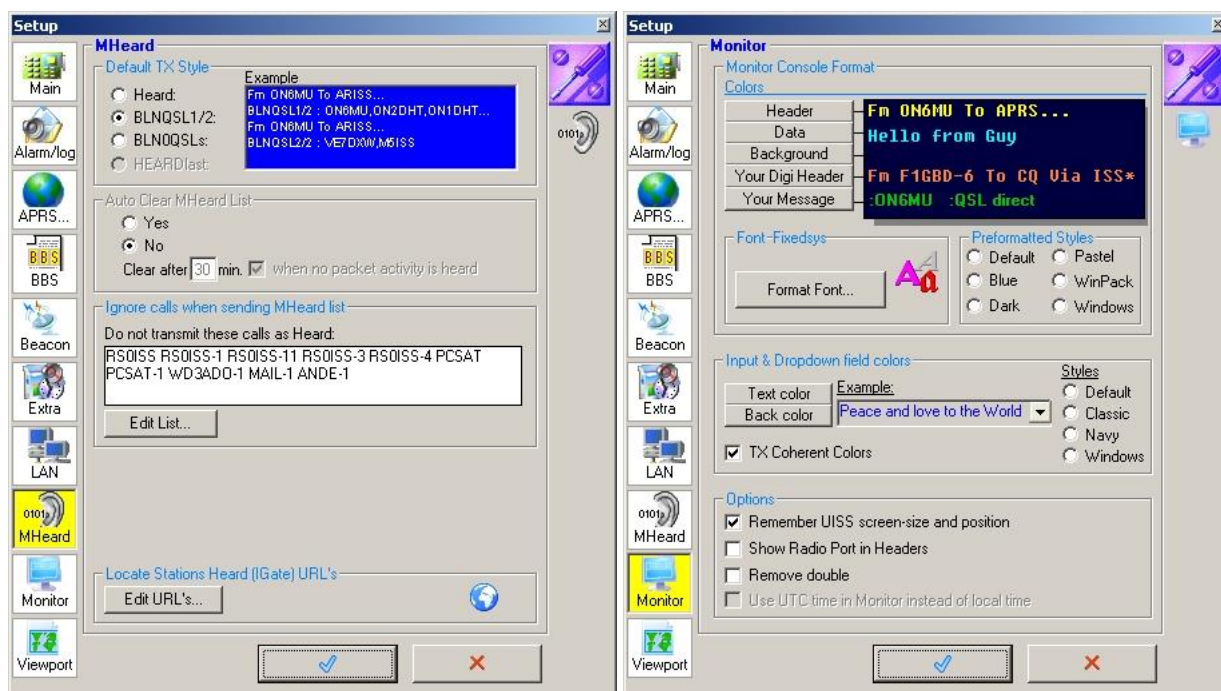 Setup
Main
Alarm/log
APRS...
BBS
BBS
Beacon
Extra
LAN
0101
MHeard
Monitor
Viewport
MHeard
Default TX Style
Heard:
BLNQSL1/2:
BLN0QSLs:
HEARDlast:
Example
Fm ON6MU To ARISS...
BLNQSL1/2 : ON6MU,ON2DHT,ON1DHT...
Fm ON6MU To ARISS...
BLNQSL2/2 : VE7DXW,M5ISS
0101
Auto Clear MHeard List
Yes
No
Clear after 30 min. when no packet activity is heard
Ignore calls when sending MHeard list
Do not transmit these calls as Heard:
RS0ISS RS0ISS-1 RS0ISS-11 RS0ISS-3 RS0ISS-4 PCSAT
PCSAT-1 WD3ADO-1 MAIL-1 ANDE-1
Edit List...
Locate Stations Heard (IGate) URL's
Edit URL's...
Setup
Main
Alarm/log
APRS...
BBS
BBS
Beacon
Extra
LAN
0101
MHeard
Monitor
Viewport
Monitor
Monitor Console Format
Colors
Header
Data
Background
Your Digi Header
Your Message
Fm ON6MU To APRS...
Hello from Guy
Fm F1GBD-6 To CQ Via ISS*
:ON6MU :QSL direct
Font-Fixedsys
Format Font...
Preformatted Styles
Default
Pastel
Blue
WinPack
Dark
Windows
Input & Dropdown field colors
Text color
Back color
Example:
Peace and love to the World
TX Coherent Colors
Styles
Default
Classic
Navy
Windows
Options
Remember UISS screen-size and position
Show Radio Port in Headers
Remove double
Use UTC time in Monitor instead of local time